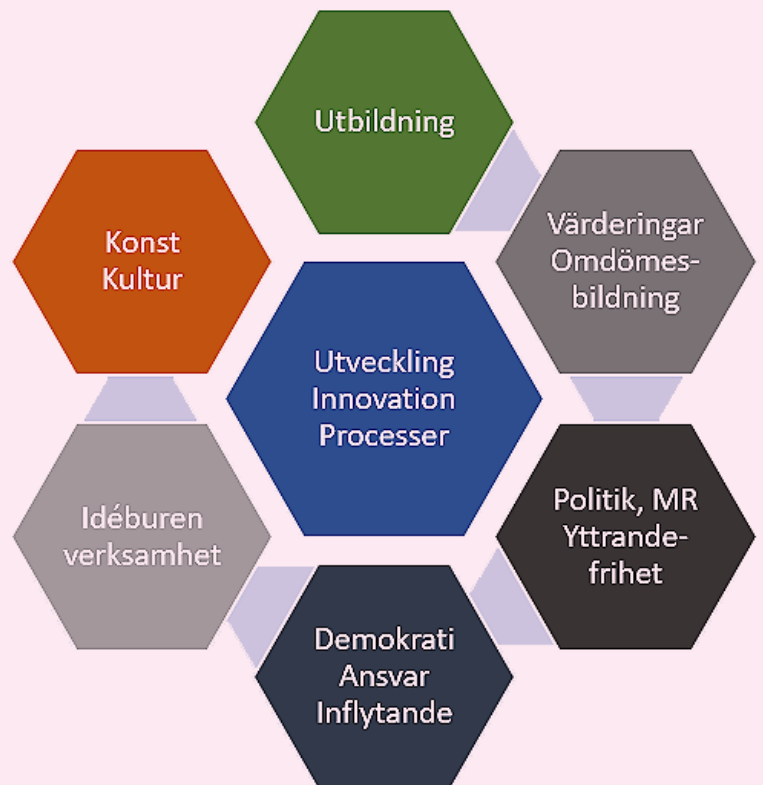 Utbildning
Värderingar
Omdömes-
bildning
Konst
Kultur
Utveckling
Innovation
Processer
Politik, MR
Yttrande-
frihet
Idéburen
verksamhet
Demokrati
Ansvar
Inflytande